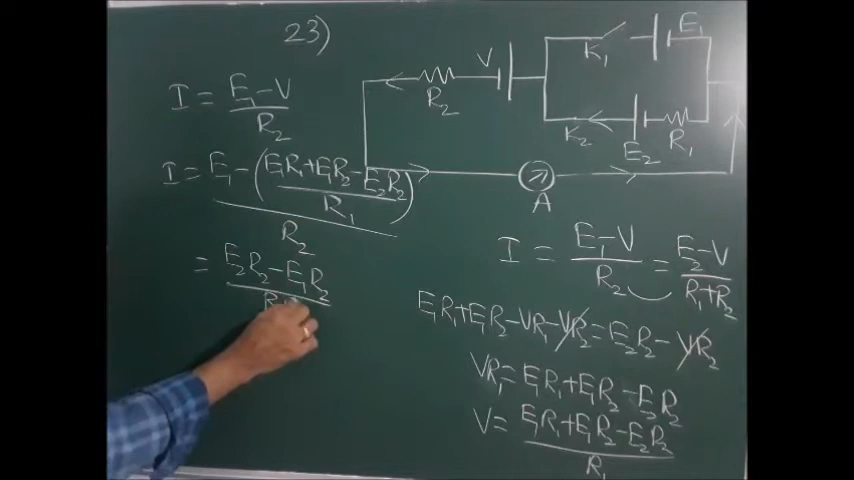 23)
I = E₁-V / R₂
I = E₁-(E₁R₁+E₁R₂-E₂R₂ / R₁) / R₂
= E₂R₂-E₁R₂ /
V
R₂
K₁
E₁
K₂
E₂
R₁
A
I = E₁-V / R₂ = E₂-V / R₁+R₂
E₁R₁+E₁R₂-VR₁-VR₂=E₂R₂-VR₂
VR₁=E₁R₁+E₁R₂-E₂R₂
V= E₁R₁+E₁R₂-E₂R₂ / R₁